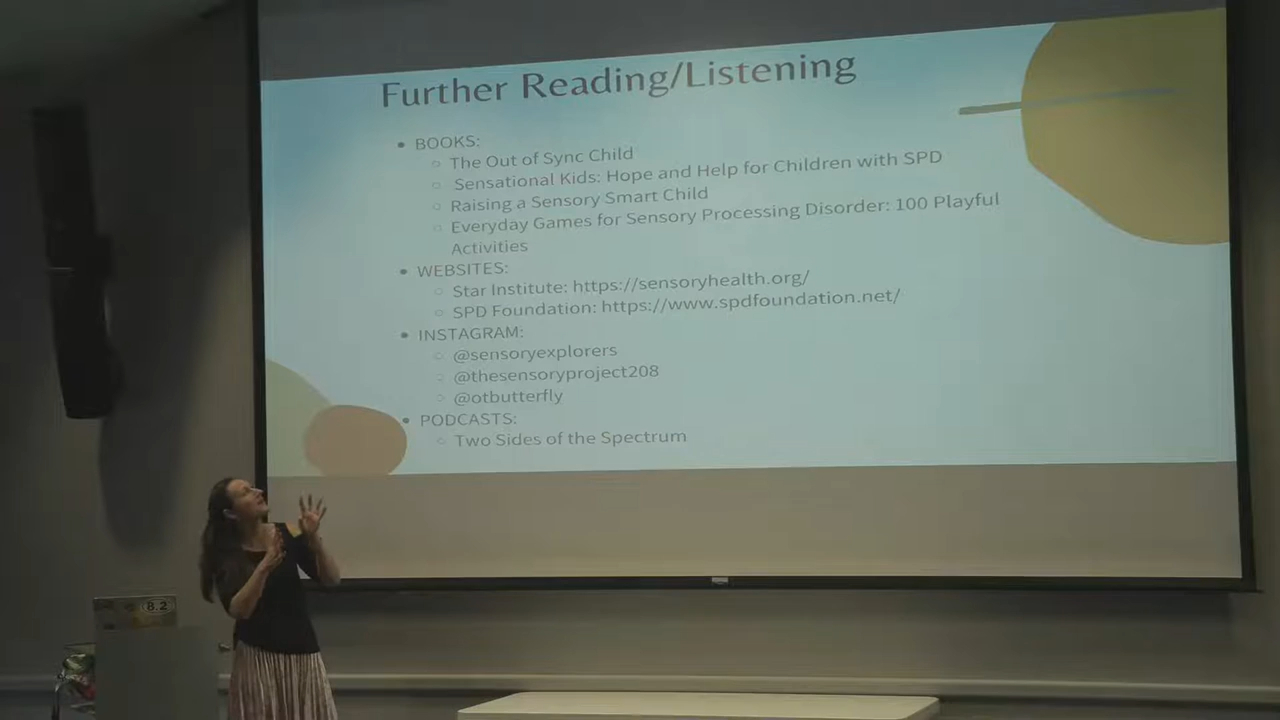 Further Reading/Listening
• BOOKS:
○ The Out of Sync Child
○ Sensational Kids: Hope and Help for Children with SPD
○ Raising a Sensory Smart Child
○ Everyday Games for Sensory Processing Disorder: 100 Playful
Activities
• WEBSITES:
○ Star Institute: https://sensoryhealth.org/
○ SPD Foundation: https://www.spdfoundation.net/
• INSTAGRAM:
○ @sensoryexplorers
○ @thesensoryproject208
○ @otbutterfly
• PODCASTS:
○ Two Sides of the Spectrum
8.2